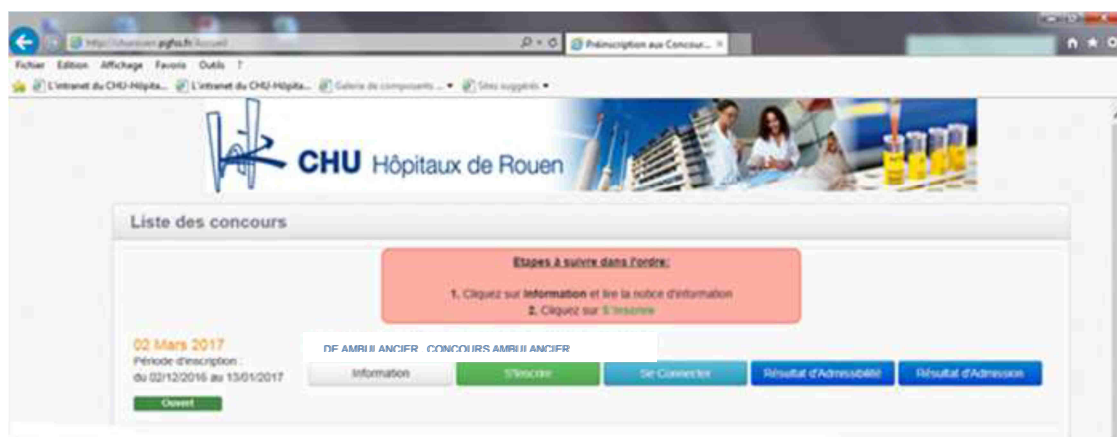 Préinscription aux Concour...
Fichier Edition Affichage Favoris Outils ?
L'intranet du CHU-Hôpita... L'intranet du CHU-Hôpita... Galerie de composants ... Sites suggérés
CHU Hôpitaux de Rouen
Liste des concours
Etapes à suivre dans l'ordre:
1. Cliquez sur Information et lire la notice d'information
2. Cliquez sur S'inscrire
02 Mars 2017
DE AMBULANCIER CONCOURS AMBULANCIER
Période d'inscription :
du 02/12/2016 au 13/01/2017
Information S'inscrire Se Connecter Résultat d'Admissibilité Résultat d'Admission
Ouvert